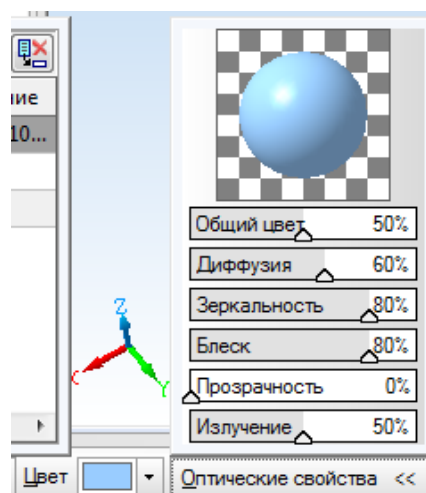 ние
10...
Общий цвет 50%
Диффузия 60%
Зеркальность 80%
Блеск 80%
Прозрачность 0%
Излучение 50%
Z
Y
Цвет
Оптические свойства <<